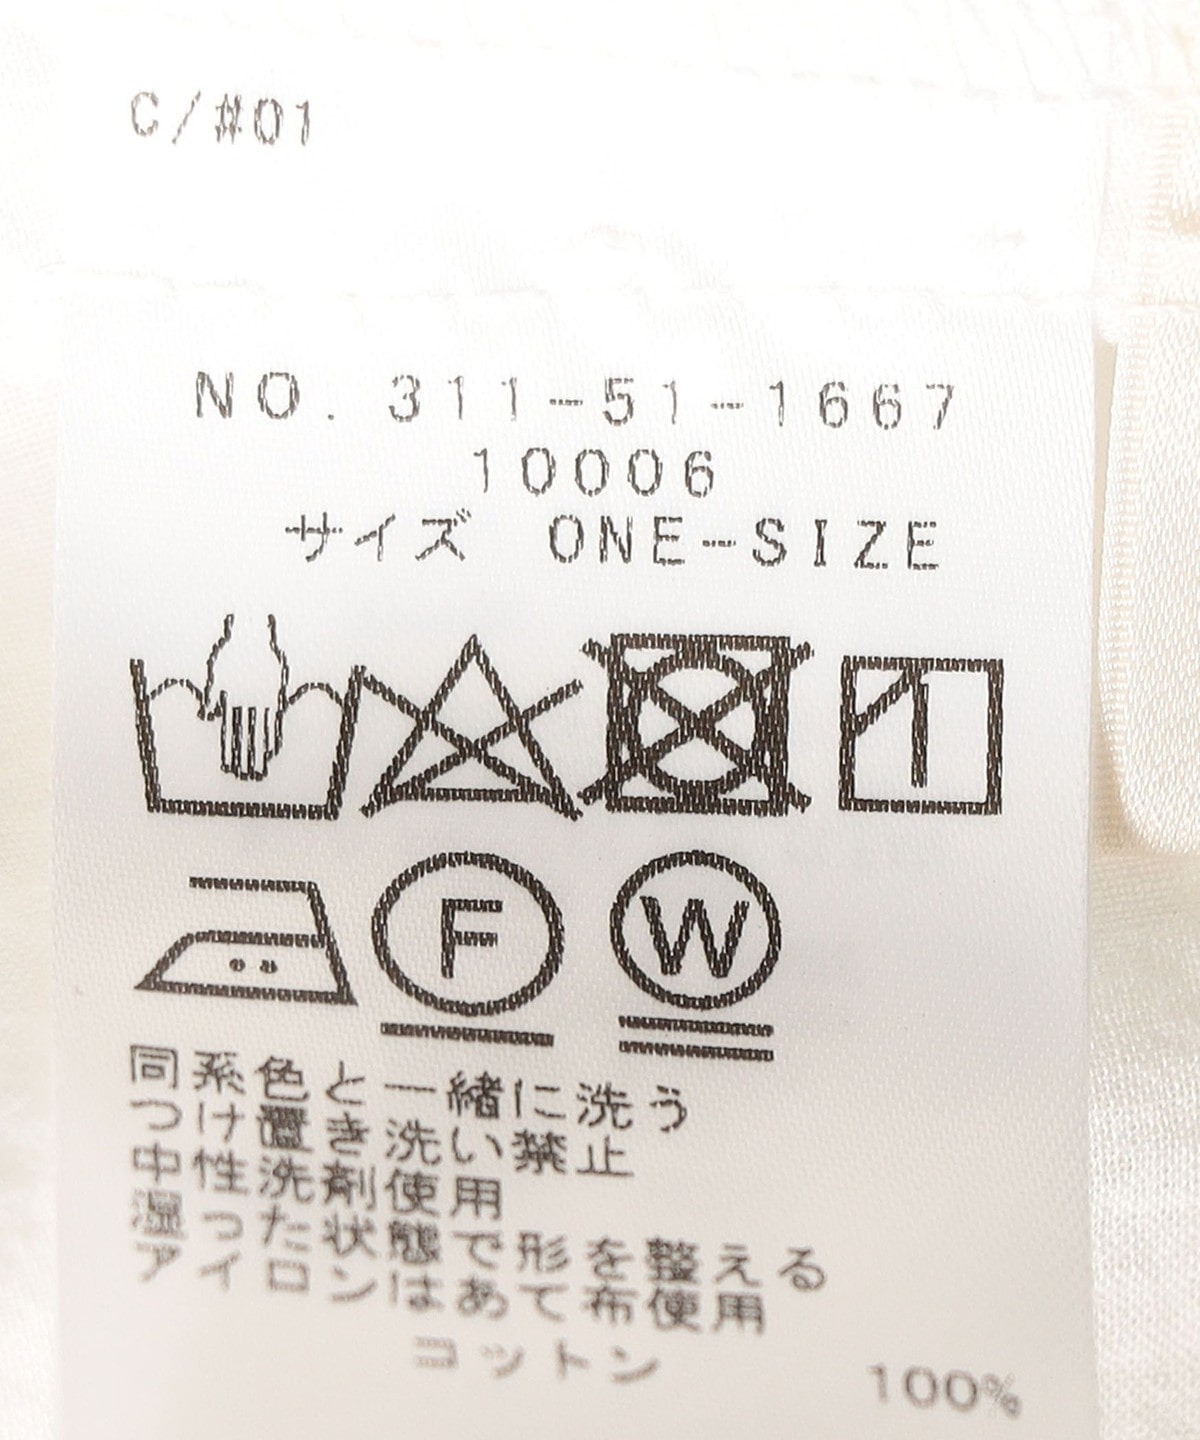 C/#01
NO. 311-51-1667
10006
サイズ ONE-SIZE
F
W
同系色と一緒に洗う
つけ置き洗い禁止
中性洗剤使用
湿った状態で形を整える
アイロンはあて布使用
コットン 100%